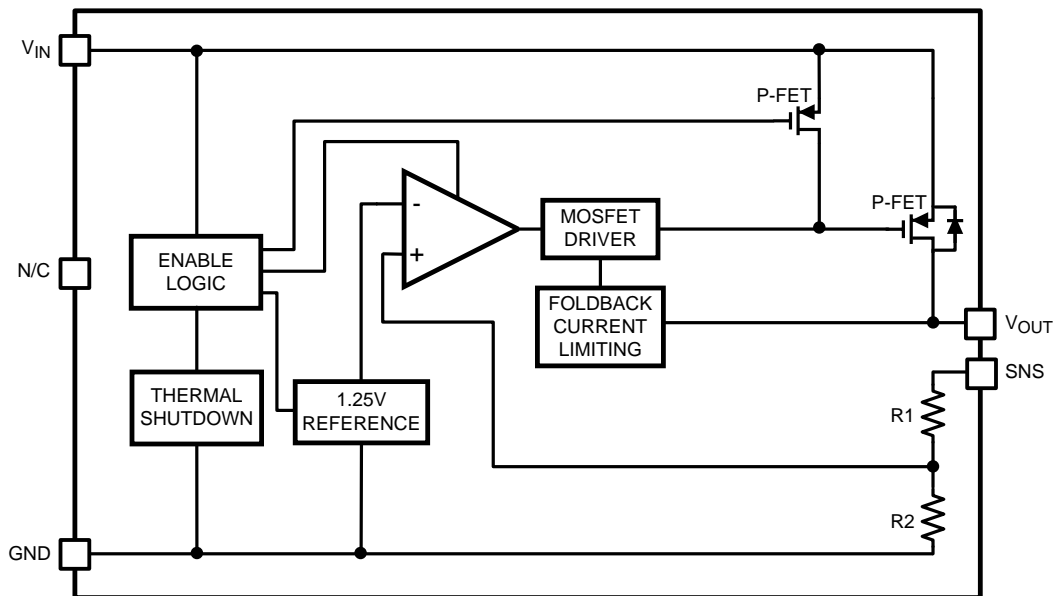 VIN
P-FET
P-FET
-
+
MOSFET
DRIVER
N/C
ENABLE
LOGIC
FOLDBACK
CURRENT
LIMITING
VOUT
SNS
THERMAL
SHUTDOWN
1.25V
REFERENCE
R1
R2
GND